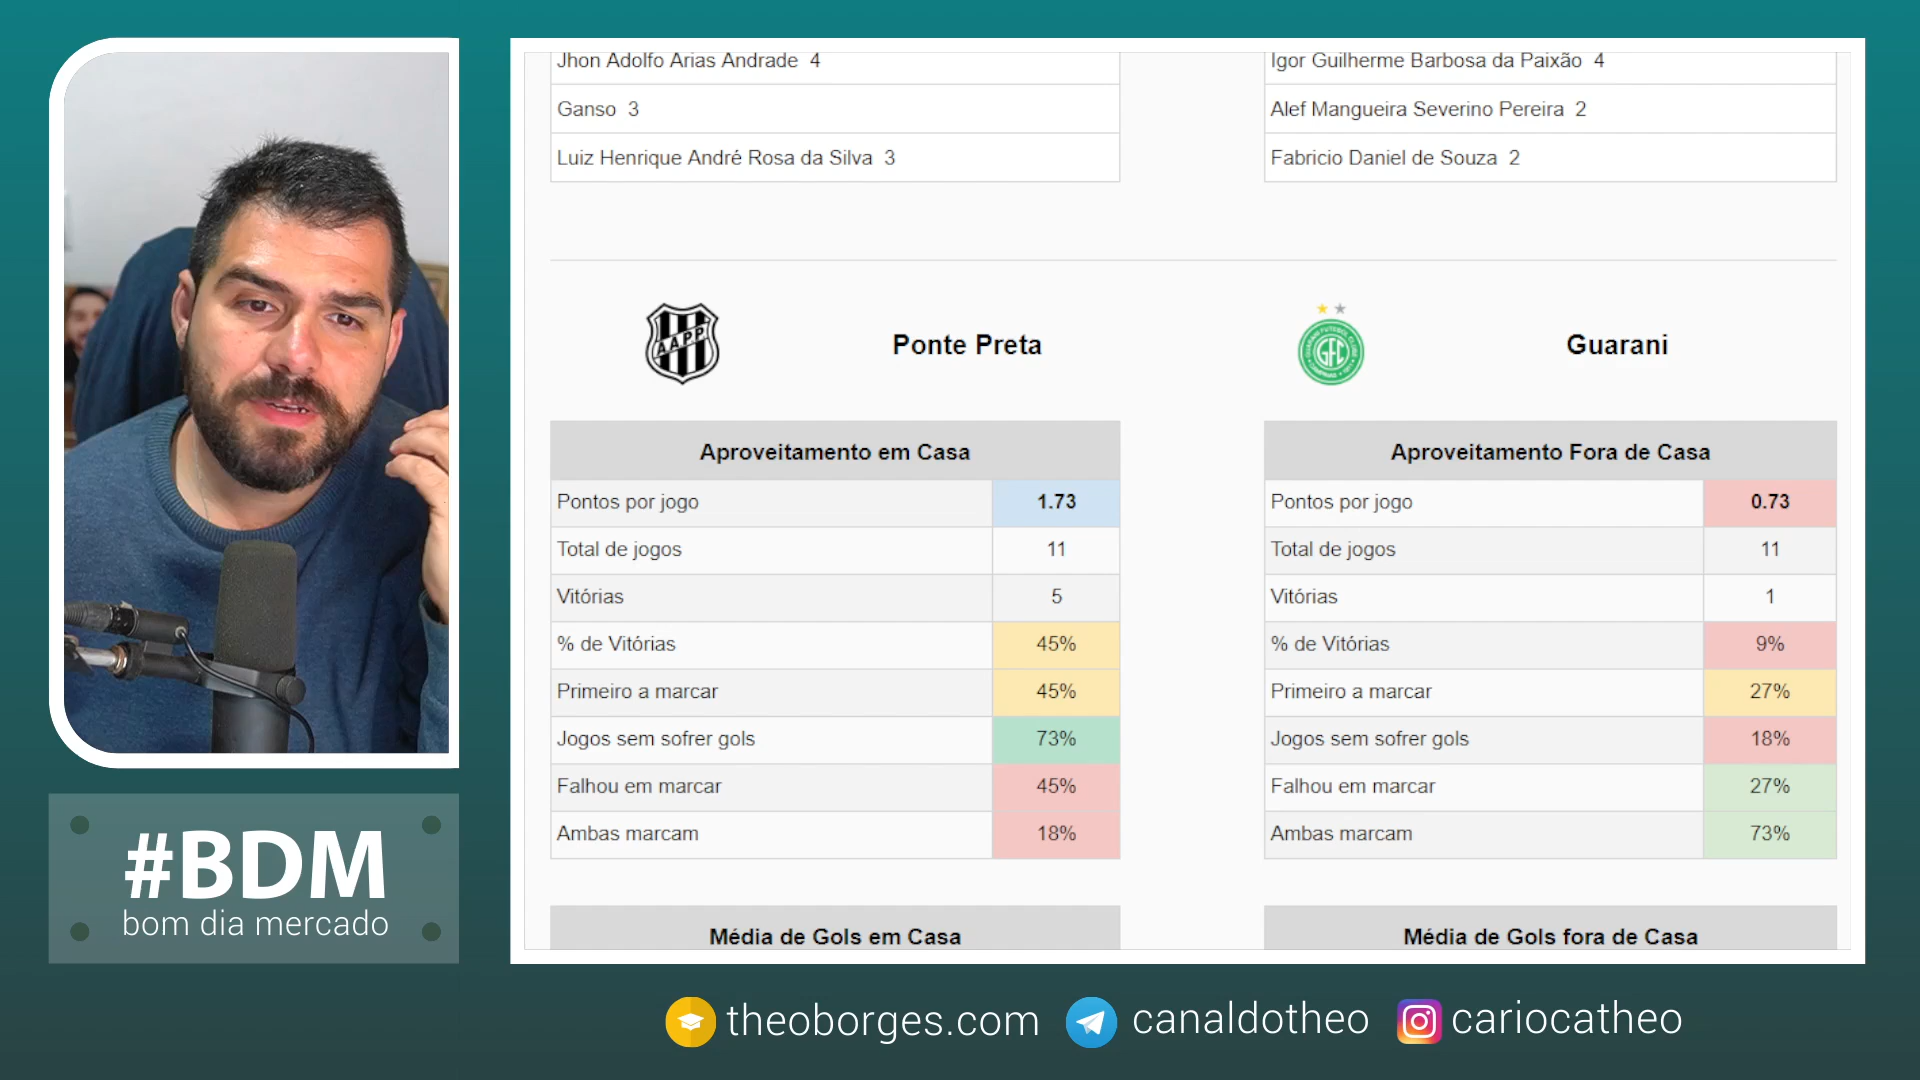 Jhon Adolfo Arias Andrade 4
Ganso 3
Luiz Henrique André Rosa da Silva 3
Igor Guilherme Barbosa da Paixão 4
Alef Mangueira Severino Pereira 2
Fabricio Daniel de Souza 2
AAPP
Ponte Preta
GUARANI FUTEBOL CLUBE
GFC
CAMPINAS
Guarani
Aproveitamento em Casa
Pontos por jogo 1.73
Total de jogos 11
Vitórias 5
% de Vitórias 45%
Primeiro a marcar 45%
Jogos sem sofrer gols 73%
Falhou em marcar 45%
Ambas marcam 18%
Média de Gols em Casa
Aproveitamento Fora de Casa
Pontos por jogo 0.73
Total de jogos 11
Vitórias 1
% de Vitórias 9%
Primeiro a marcar 27%
Jogos sem sofrer gols 18%
Falhou em marcar 27%
Ambas marcam 73%
Média de Gols fora de Casa
#BDM
bom dia mercado
theoborges.com
canaldotheo
cariocatheo